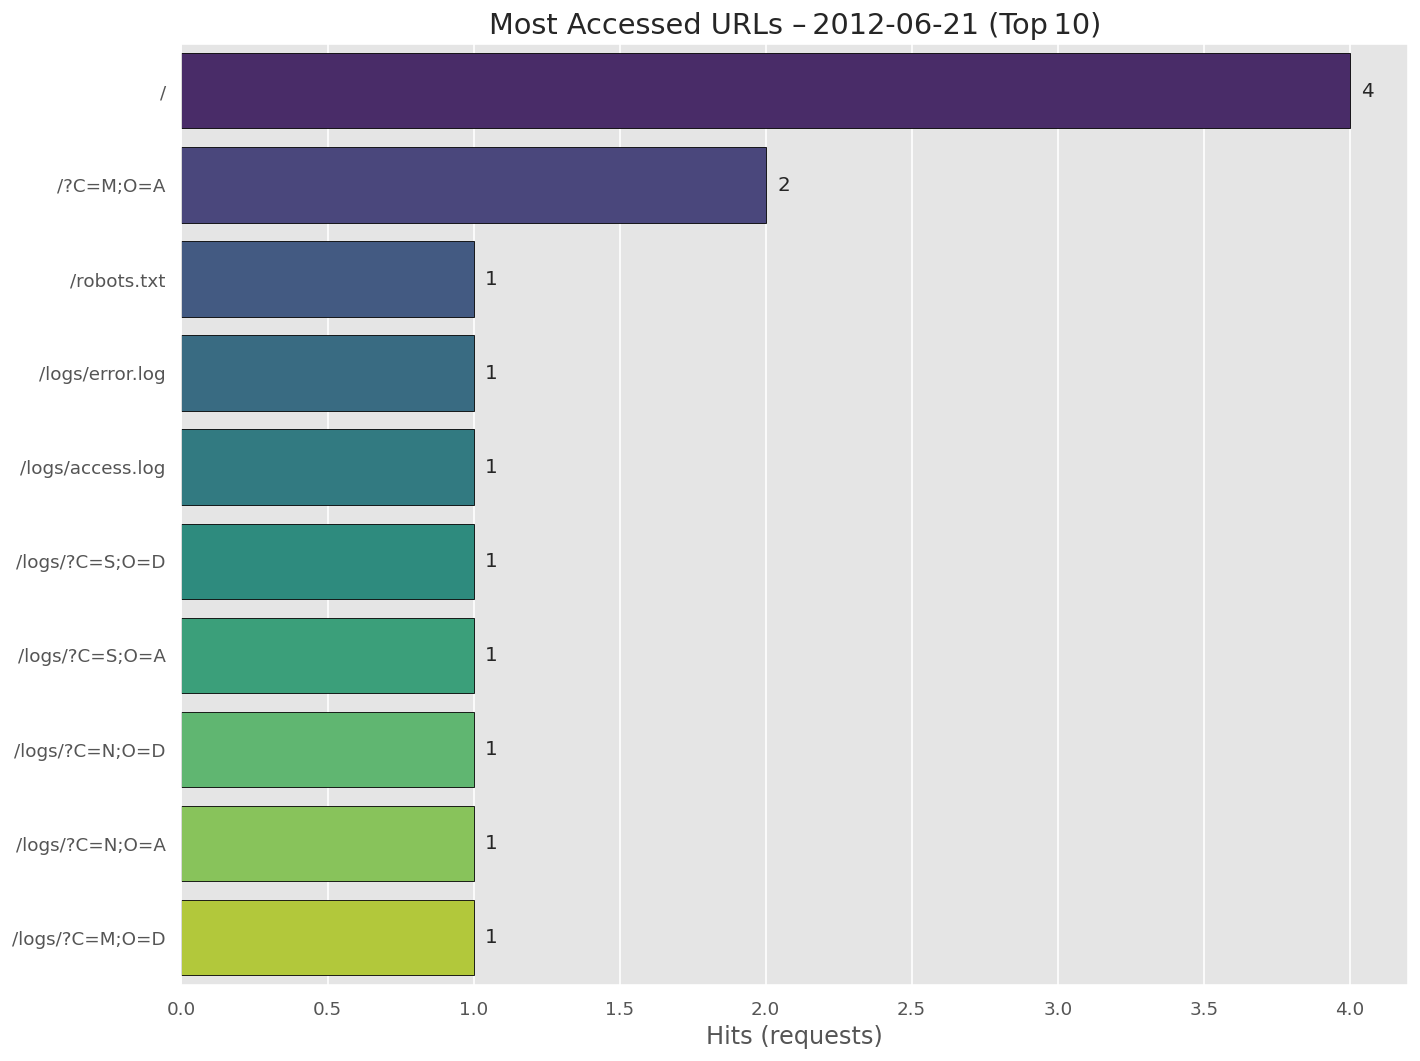 Most Accessed URLs – 2012-06-21 (Top 10)
/
4
/?C=M;O=A
2
/robots.txt
1
/logs/error.log
1
/logs/access.log
1
/logs/?C=S;O=D
1
/logs/?C=S;O=A
1
/logs/?C=N;O=D
1
/logs/?C=N;O=A
1
/logs/?C=M;O=D
1
0.0 0.5 1.0 1.5 2.0 2.5 3.0 3.5 4.0
Hits (requests)